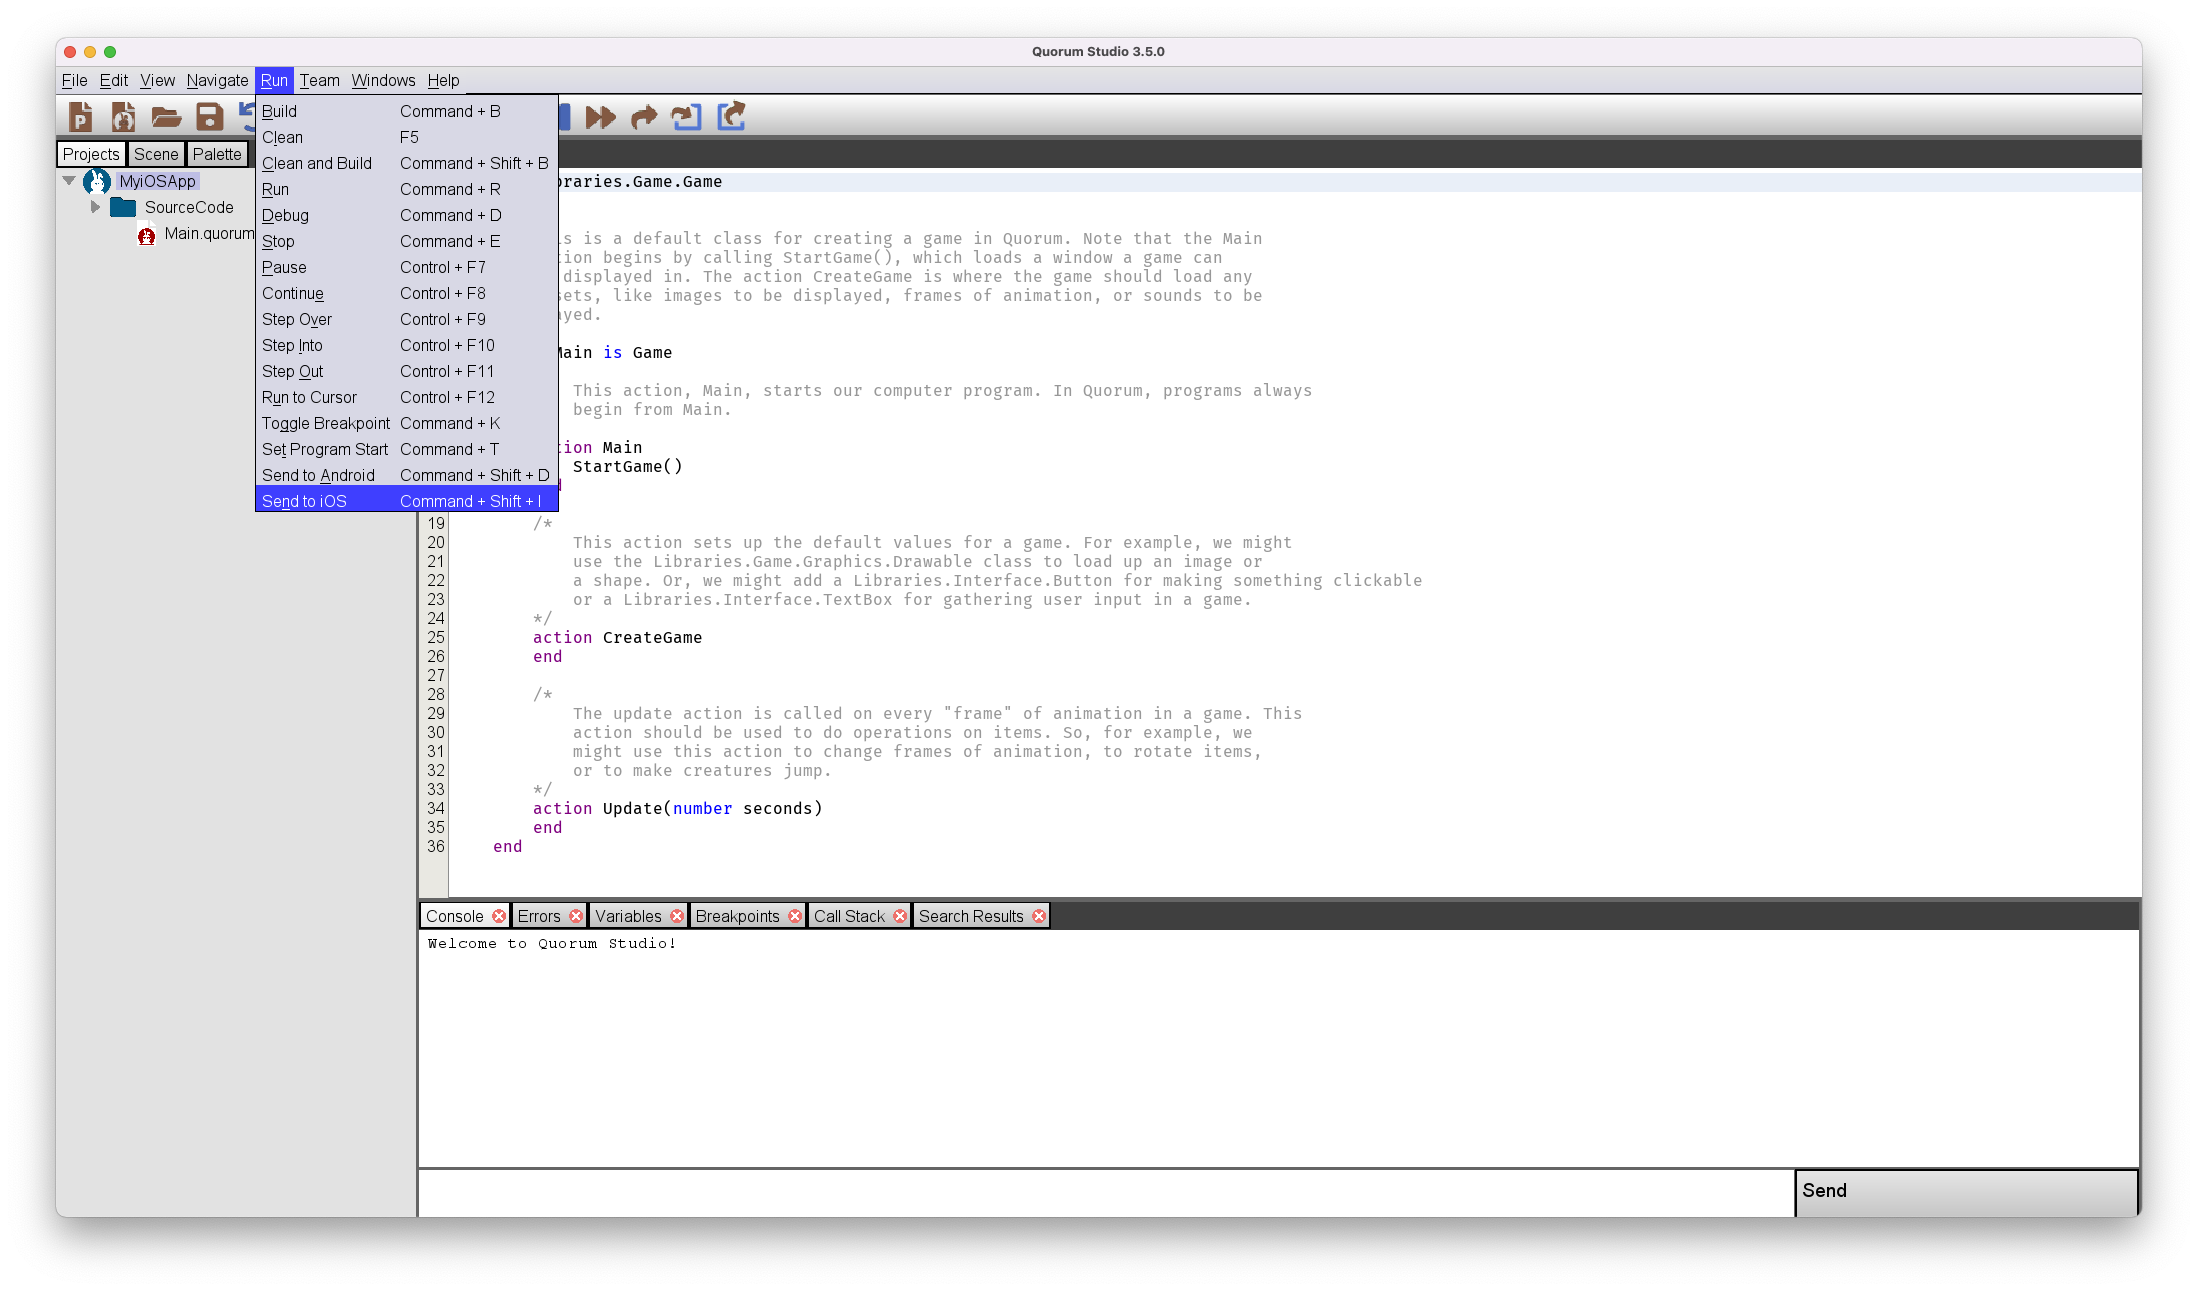 Quorum Studio 3.5.0
File Edit View Navigate Run Team Windows Help
Build Command + B
Clean F5
Clean and Build Command + Shift + B
Run Command + R
Debug Command + D
Stop Command + E
Pause Control + F7
Continue Control + F8
Step Over Control + F9
Step Into Control + F10
Step Out Control + F11
Run to Cursor Control + F12
Toggle Breakpoint Command + K
Set Program Start Command + T
Send to Android Command + Shift + D
Send to iOS Command + Shift + I
Projects Scene Palette
MyiOSApp
SourceCode
Main.quorum
braries.Game.Game
s is a default class for creating a game in Quorum. Note that the Main
ion begins by calling StartGame(), which loads a window a game can
displayed in. The action CreateGame is where the game should load any
sets, like images to be displayed, frames of animation, or sounds to be
ayed.
Main is Game
This action, Main, starts our computer program. In Quorum, programs always
begin from Main.
ion Main
StartGame()
19 /*
20 This action sets up the default values for a game. For example, we might
21 use the Libraries.Game.Graphics.Drawable class to load up an image or
22 a shape. Or, we might add a Libraries.Interface.Button for making something clickable
23 or a Libraries.Interface.TextBox for gathering user input in a game.
24 */
25 action CreateGame
26 end
27
28 /*
29 The update action is called on every "frame" of animation in a game. This
30 action should be used to do operations on items. So, for example, we
31 might use this action to change frames of animation, to rotate items,
32 or to make creatures jump.
33 */
34 action Update(number seconds)
35 end
36 end
Console Errors Variables Breakpoints Call Stack Search Results
Welcome to Quorum Studio!
Send